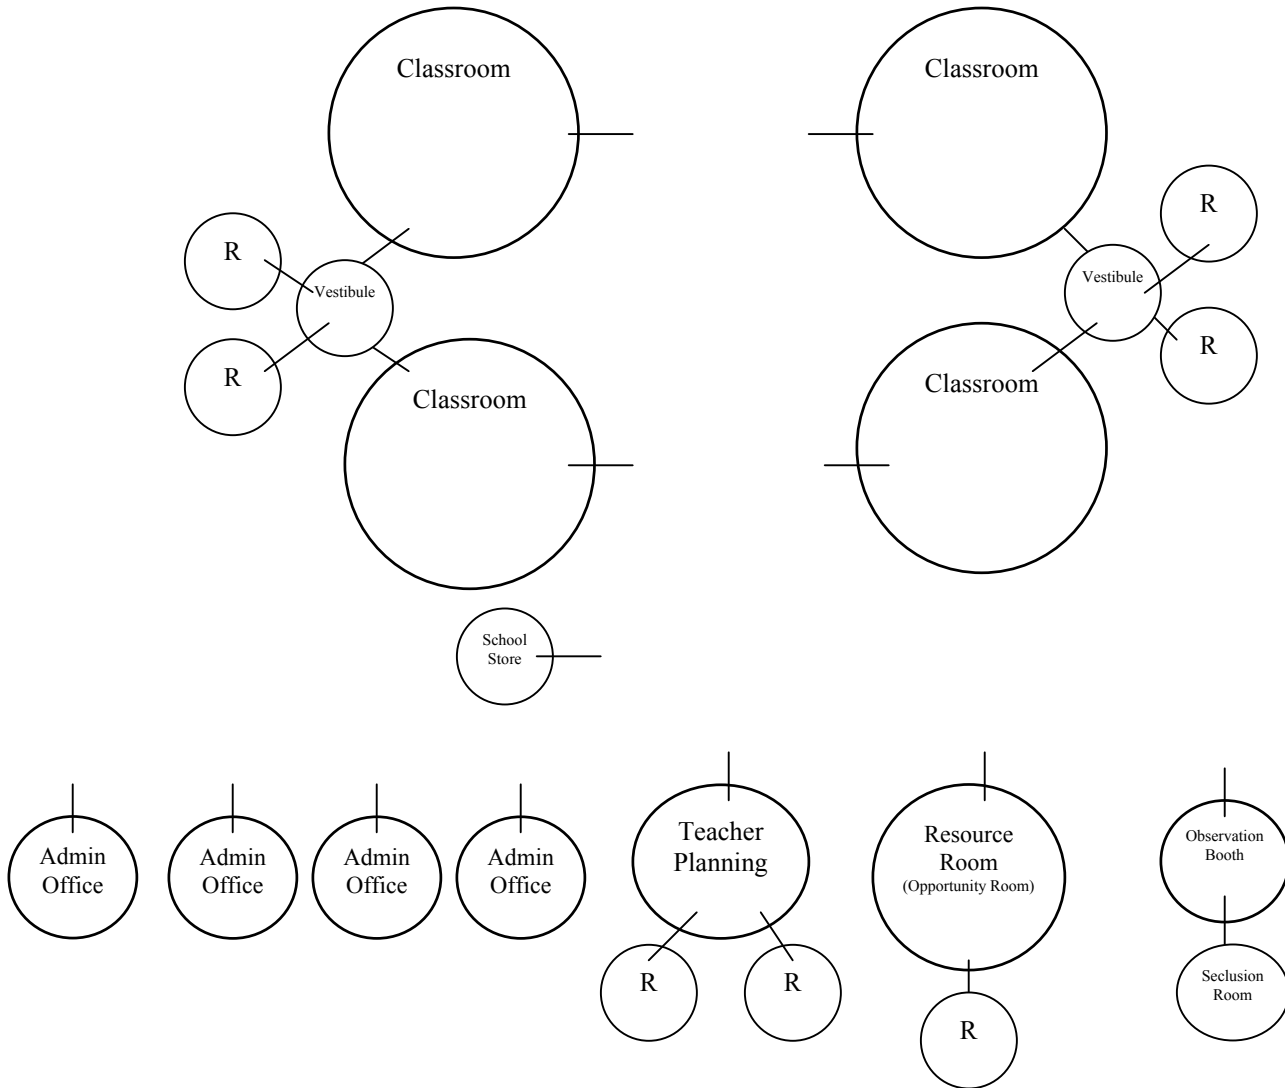 Classroom
Classroom
R
R
R
Vestibule
Vestibule
R
R
Classroom
Classroom
School
Store
Admin
Office
Admin
Office
Admin
Office
Admin
Office
Teacher
Planning
Resource
Room
(Opportunity Room)
Observation
Booth
R
R
R
Seclusion
Room